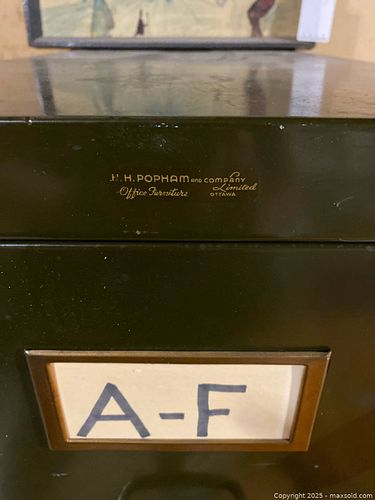 H.H. POPHAM AND COMPANY
Office Furniture Limited
OTTAWA
A-F
Copyright 2025 - maxsold.com